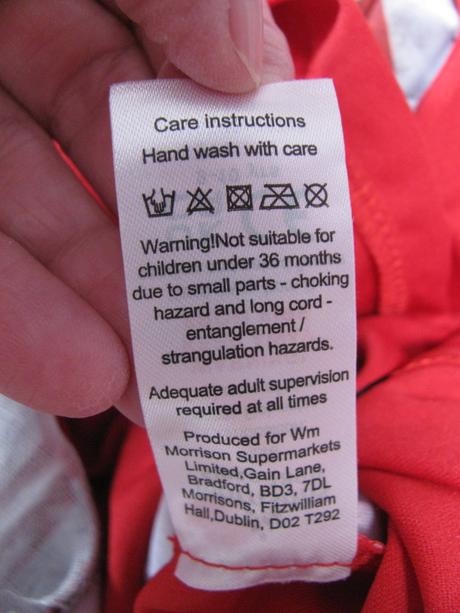 Care instructions
Hand wash with care
Warning!Not suitable for
children under 36 months
due to small parts - choking
hazard and long cord -
entanglement /
strangulation hazards.
Adequate adult supervision
required at all times
Produced for Wm
Morrison Supermarkets
Limited,Gain Lane,
Bradford, BD3, 7DL
Morrisons, Fitzwilliam
Hall,Dublin, D02 T292